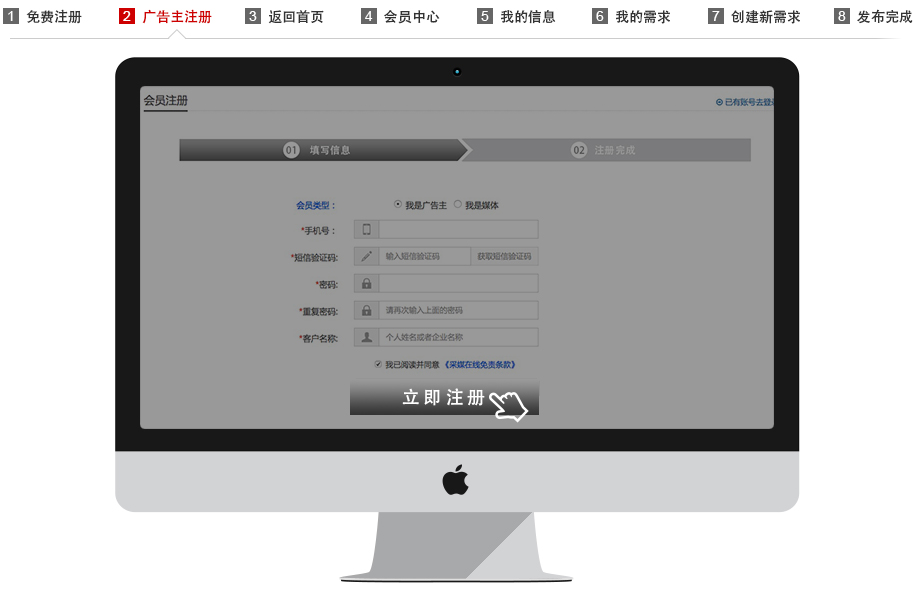 1 免费注册 2 广告主注册 3 返回首页 4 会员中心 5 我的信息 6 我的需求 7 创建新需求 8 发布完成
会员注册
已有账号去登录
01 填写信息 02 注册完成
会员类型： 我是广告主 我是媒体
*手机号：
*短信验证码: 输入短信验证码 获取短信验证码
*密码:
*重复密码: 请再次输入上面的密码
*客户名称: 个人姓名或者企业名称
我已阅读并同意 《采媒在线免责条款》
立即注册